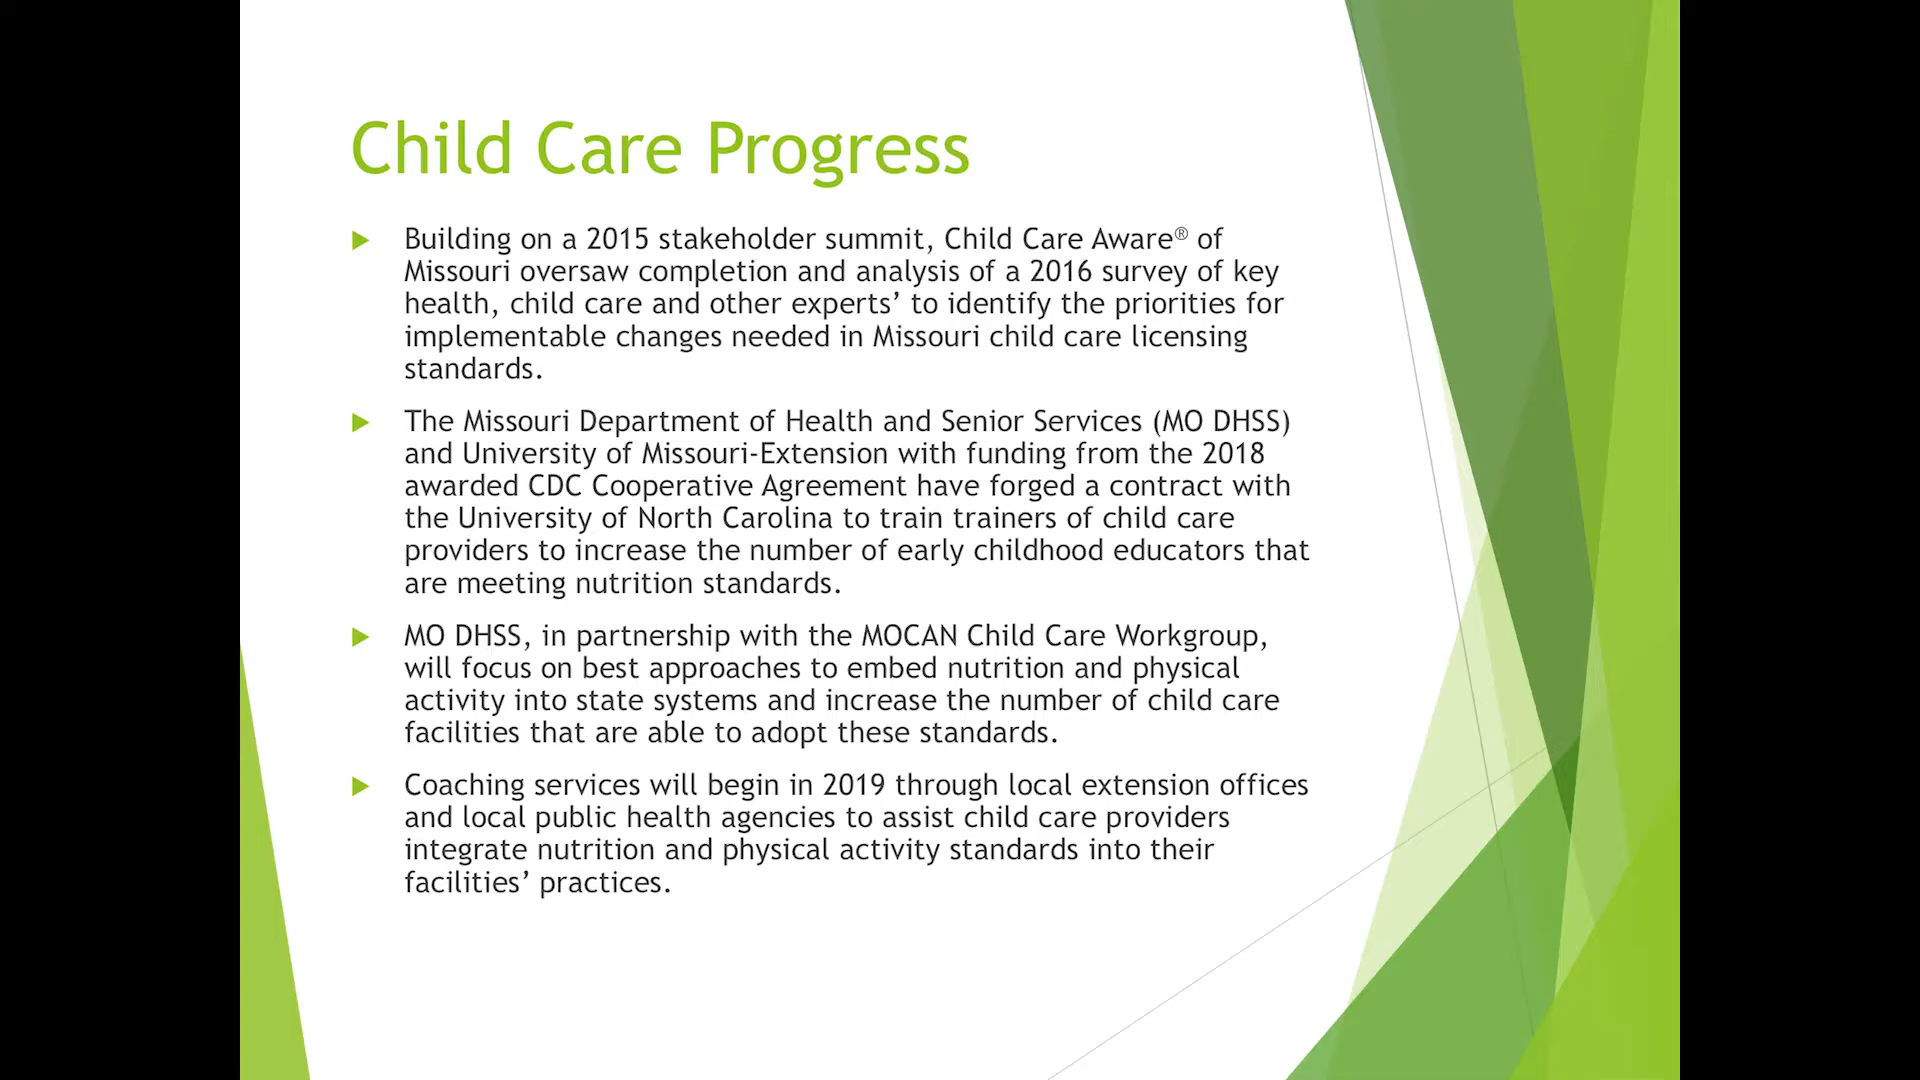 Child Care Progress
Building on a 2015 stakeholder summit, Child Care Aware® of
Missouri oversaw completion and analysis of a 2016 survey of key
health, child care and other experts’ to identify the priorities for
implementable changes needed in Missouri child care licensing
standards.
The Missouri Department of Health and Senior Services (MO DHSS)
and University of Missouri-Extension with funding from the 2018
awarded CDC Cooperative Agreement have forged a contract with
the University of North Carolina to train trainers of child care
providers to increase the number of early childhood educators that
are meeting nutrition standards.
MO DHSS, in partnership with the MOCAN Child Care Workgroup,
will focus on best approaches to embed nutrition and physical
activity into state systems and increase the number of child care
facilities that are able to adopt these standards.
Coaching services will begin in 2019 through local extension offices
and local public health agencies to assist child care providers
integrate nutrition and physical activity standards into their
facilities’ practices.